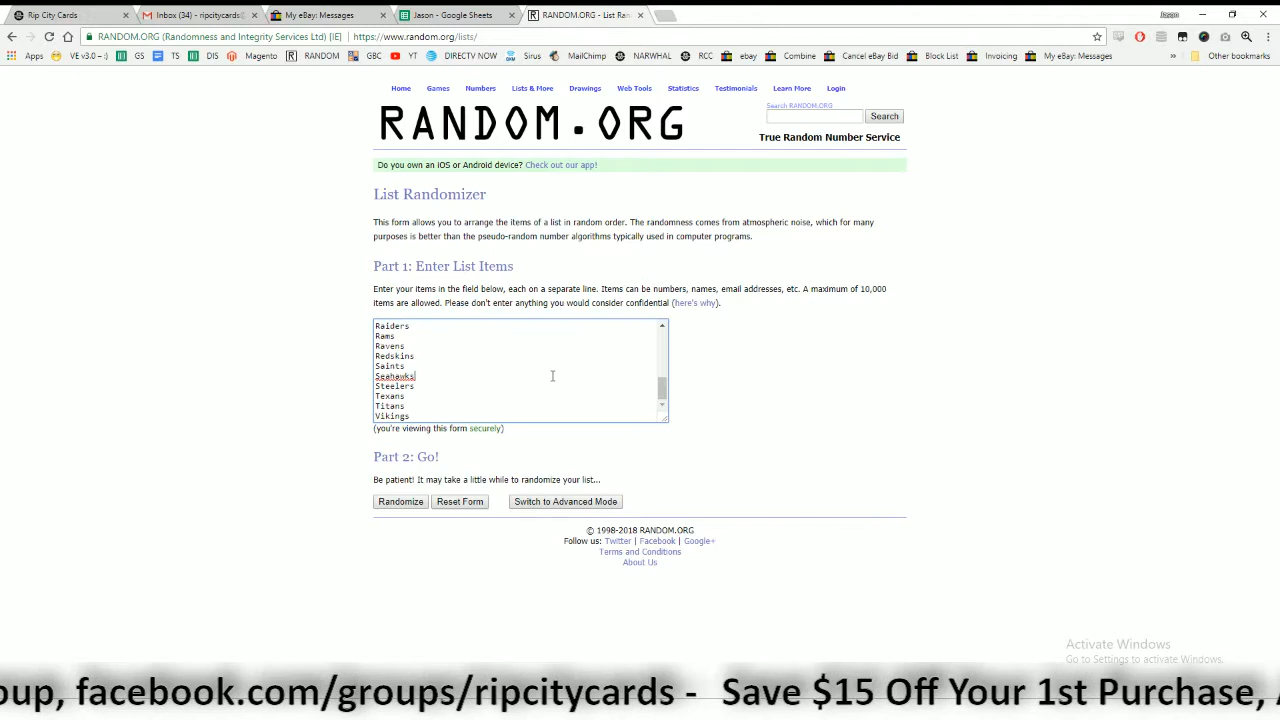 Rip City Cards
Inbox (34) - ripcitycards@
My eBay: Messages
Jason - Google Sheets
RANDOM.ORG - List Ran
Jason
RANDOM.ORG (Randomness and Integrity Services Ltd) [IE]
https://www.random.org/lists/
Apps
VE v3.0 -- :)
GS
TS
DIS
Magento
RANDOM
GBC
YT
DIRECTV NOW
Sirus
MailChimp
NARWHAL
RCC
ebay
Combine
Cancel eBay Bid
Block List
Invoicing
My eBay: Messages
Other bookmarks
Home Games Numbers Lists & More Drawings Web Tools Statistics Testimonials Learn More Login
Search RANDOM.ORG
RANDOM.ORG
Search
True Random Number Service
Do you own an iOS or Android device? Check out our app!
List Randomizer
This form allows you to arrange the items of a list in random order. The randomness comes from atmospheric noise, which for many
purposes is better than the pseudo-random number algorithms typically used in computer programs.
Part 1: Enter List Items
Enter your items in the field below, each on a separate line. Items can be numbers, names, email addresses, etc. A maximum of 10,000
items are allowed. Please don't enter anything you would consider confidential (here's why).
Raiders
Rams
Ravens
Redskins
Saints
Seahawks
Steelers
Texans
Titans
Vikings
(you're viewing this form securely)
Part 2: Go!
Be patient! It may take a little while to randomize your list...
Randomize Reset Form Switch to Advanced Mode
© 1998-2018 RANDOM.ORG
Follow us: Twitter | Facebook | Google+
Terms and Conditions
About Us
Activate Windows
Go to Settings to activate Windows.
oup, facebook.com/groups/ripcitycards - Save $15 Off Your 1st Purchase,